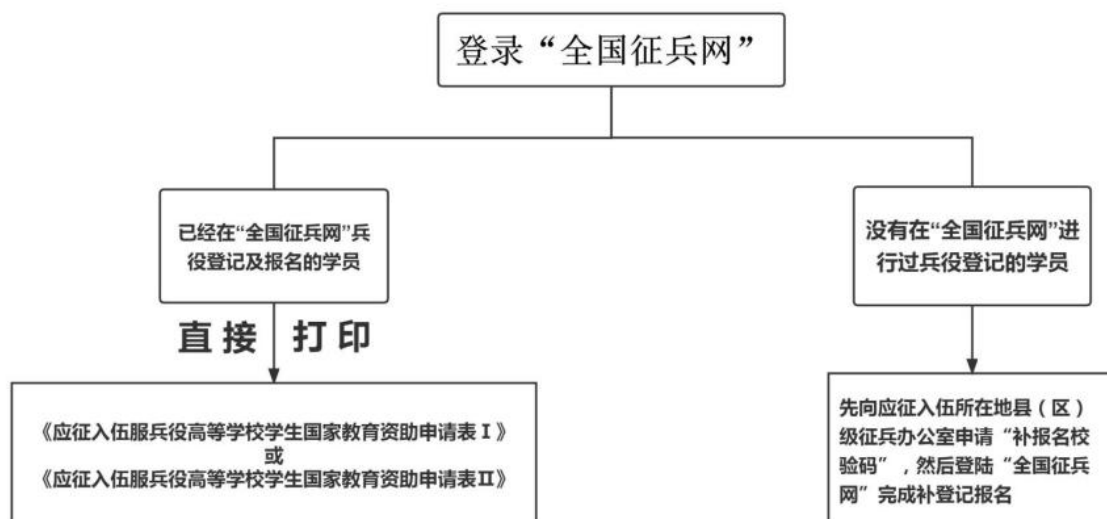 登录“全国征兵网”
已经在“全国征兵网”兵
役登记及报名的学员
没有在“全国征兵网”进
行过兵役登记的学员
直接 打印
《应征入伍服兵役高等学校学生国家教育资助申请表Ⅰ》
或
《应征入伍服兵役高等学校学生国家教育资助申请表Ⅱ》
先向应征入伍所在地县（区）
级征兵办公室申请“补报名校
验码”，然后登陆“全国征兵
网”完成补登记报名